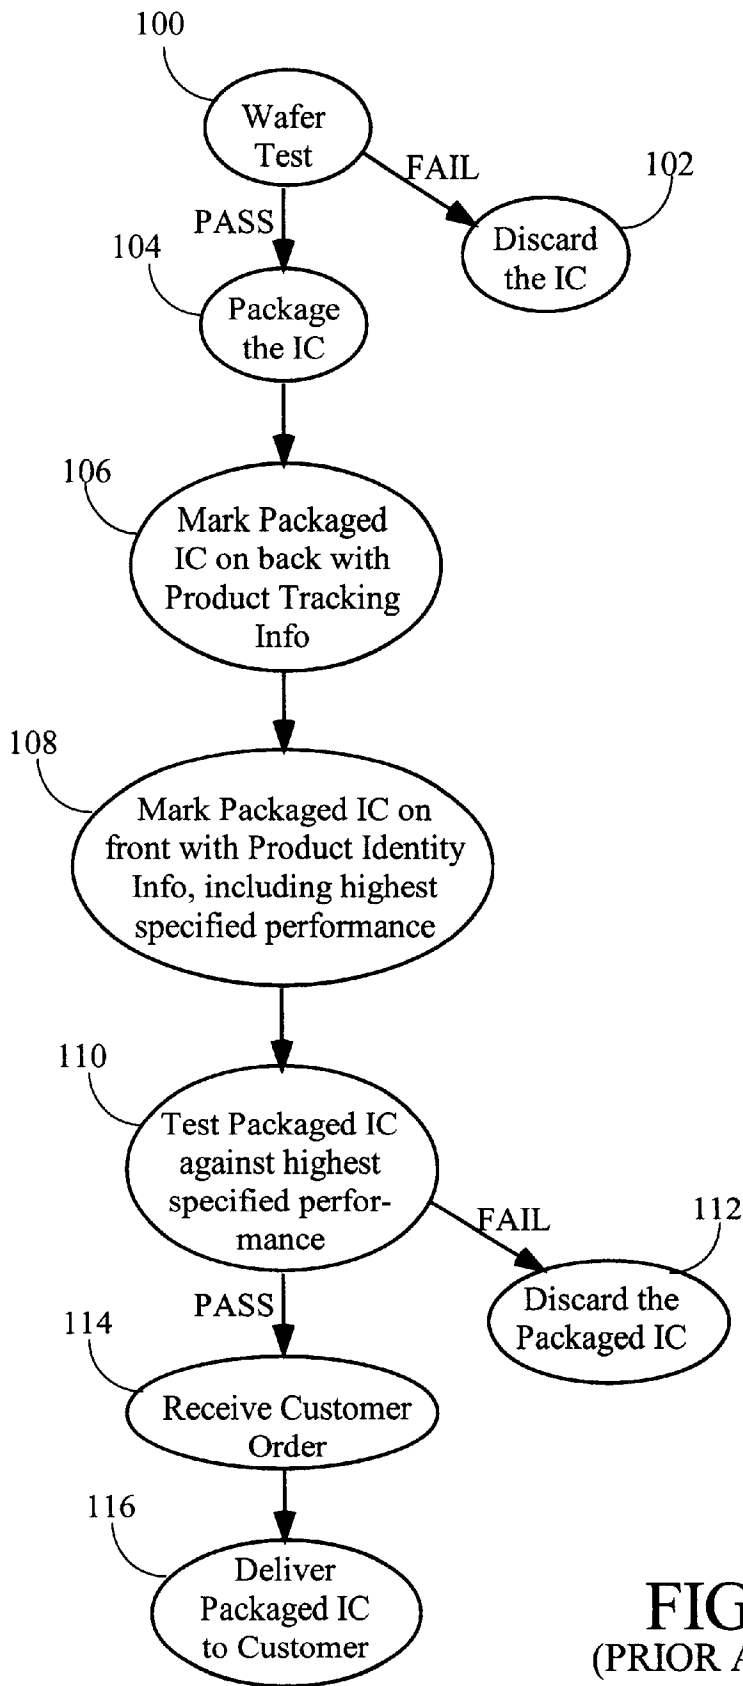 100
Wafer
Test
FAIL
102
Discard
the IC
PASS
104
Package
the IC
106
Mark Packaged
IC on back with
Product Tracking
Info
108
Mark Packaged IC on
front with Product Identity
Info, including highest
specified performance
110
Test Packaged IC
against highest
specified perfor-
mance
FAIL
112
Discard the
Packaged IC
PASS
114
Receive Customer
Order
116
Deliver
Packaged IC
to Customer
FIG
(PRIOR A